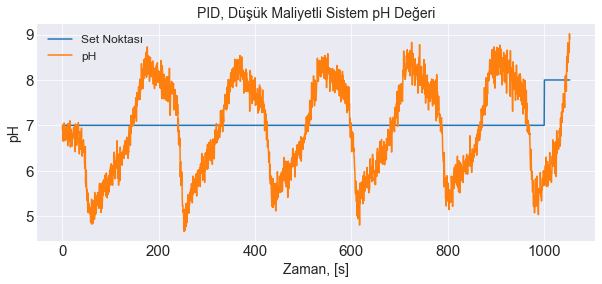 PID, Düşük Maliyetli Sistem pH Değeri
Set Noktası
pH
pH
9
8
7
6
5
0 200 400 600 800 1000
Zaman, [s]